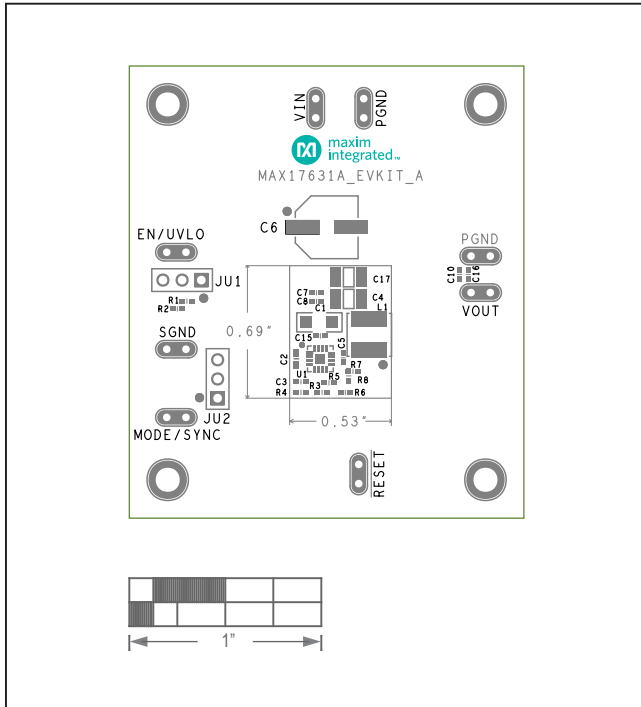 VIN
PGND
maxim
integrated™
MAX17631A_EVKIT_A
C6
EN/UVLO
PGND
JU1
C7
C8
C17
C4
C10
C16
R1
R2
C1
L1
VOUT
SGND
0.69"
C15
C2
C5
U1
R7
R5
R8
C3
R3
R4
R6
JU2
MODE/SYNC
0.53"
RESET
1"